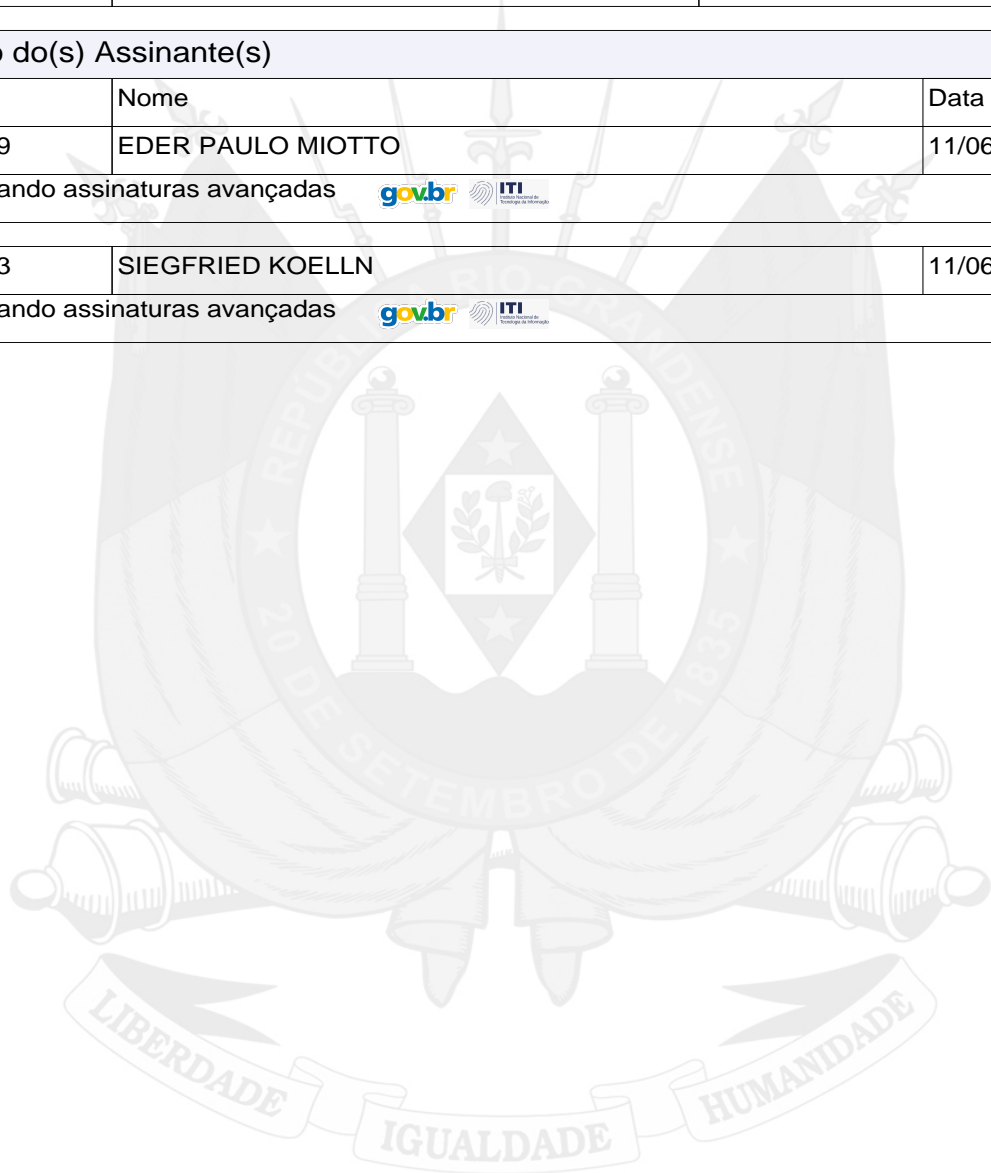 o do(s) Assinante(s)
Nome Data
9 EDER PAULO MIOTTO 11/06
ando assinaturas avançadas gov.br ITI
3 SIEGFRIED KOELLN 11/06
ando assinaturas avançadas gov.br ITI
REPÚBLICA RIO-GRANDENSE
20 DE SETEMBRO DE 1835
LIBERDADE IGUALDADE HUMANIDADE